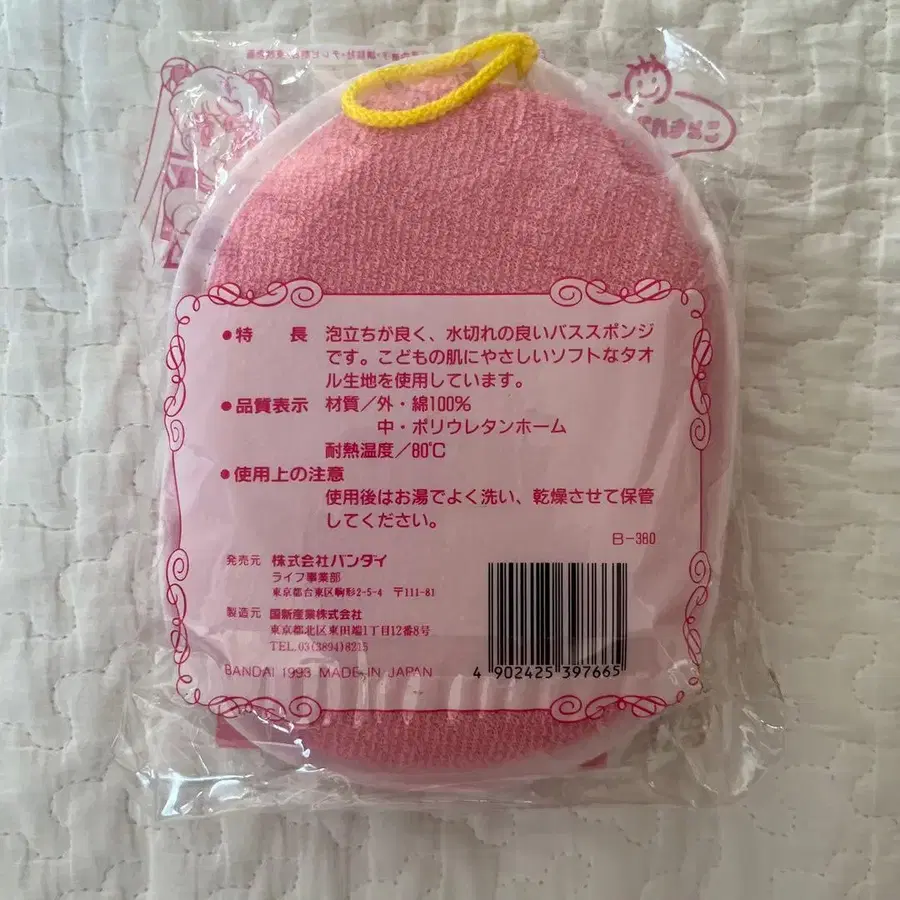 ●特　長　泡立ちが良く、水切れの良いバススポンジ
です。こどもの肌にやさしいソフトなタオ
ル生地を使用しています。
●品質表示　材質／外・綿100%
中・ポリウレタンホーム
耐熱温度／80℃
●使用上の注意
使用後はお湯でよく洗い、乾燥させて保管
してください。
B-380
発売元　株式会社バンダイ
ライフ事業部
東京都台東区駒形2-5-4　〒111-81
製造元　国新産業株式会社
東京都北区東田端1丁目12番8号
TEL.03(3894)8215
BANDAI 1993 MADE IN JAPAN
4 902425 397665